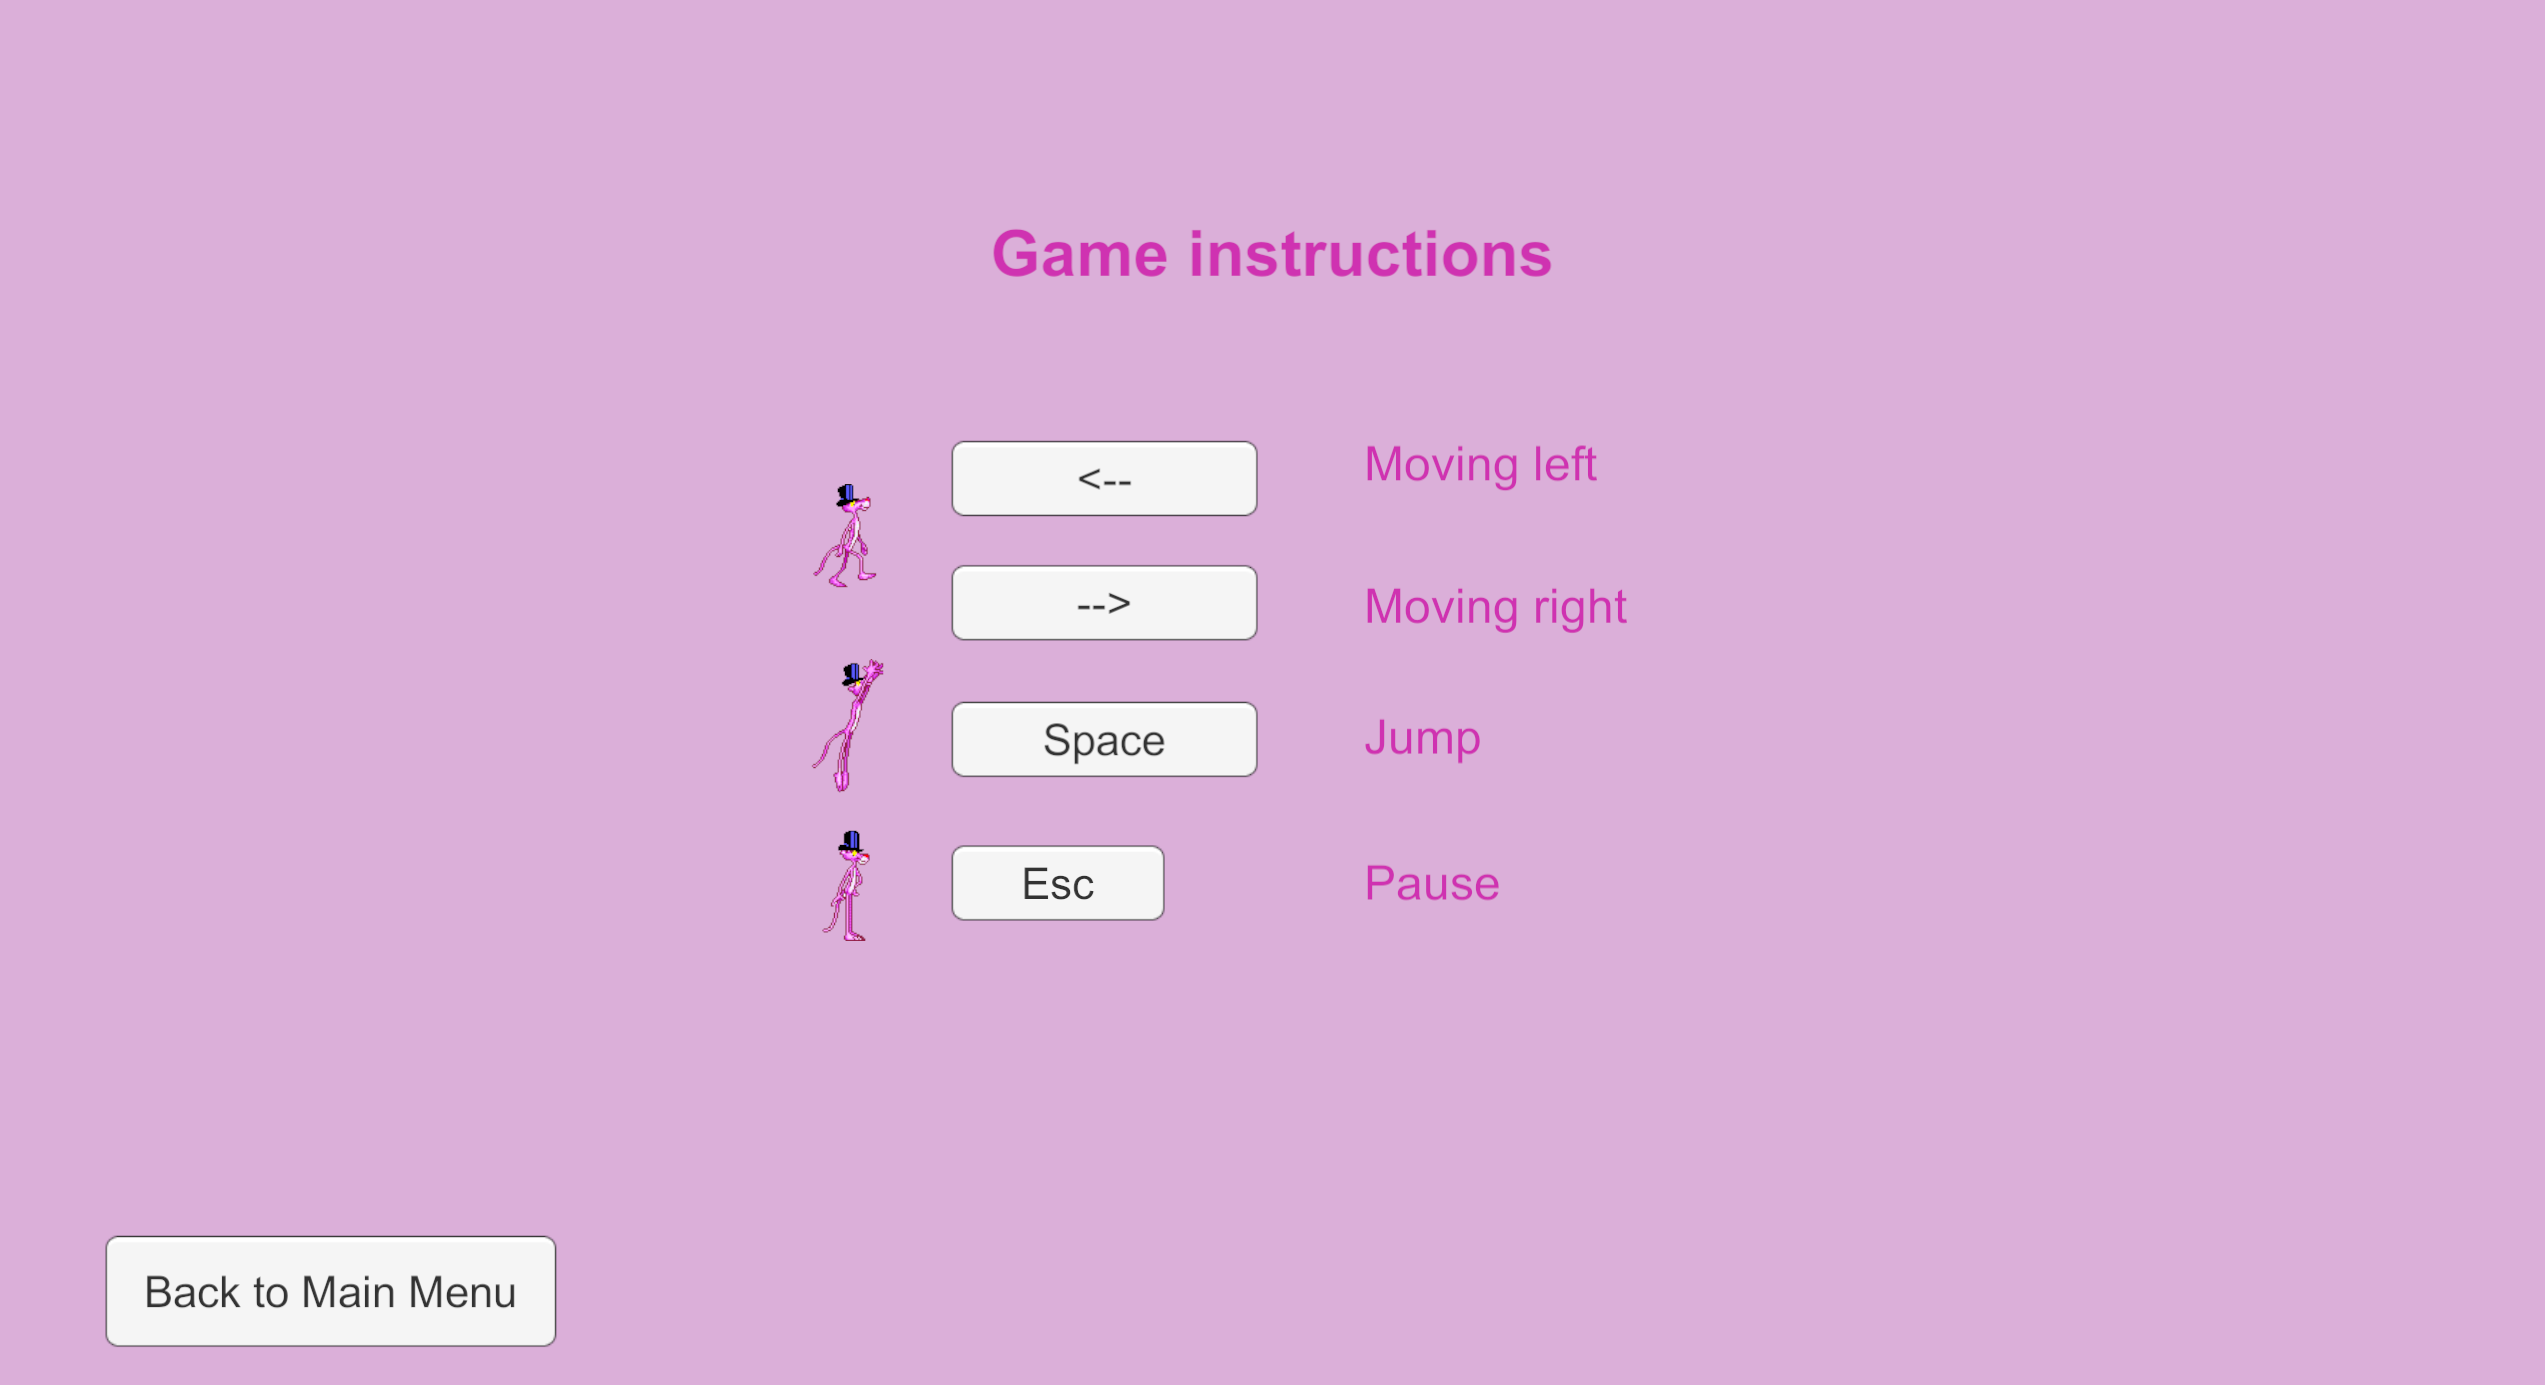 Game instructions
<-- Moving left
--> Moving right
Space Jump
Esc Pause
Back to Main Menu